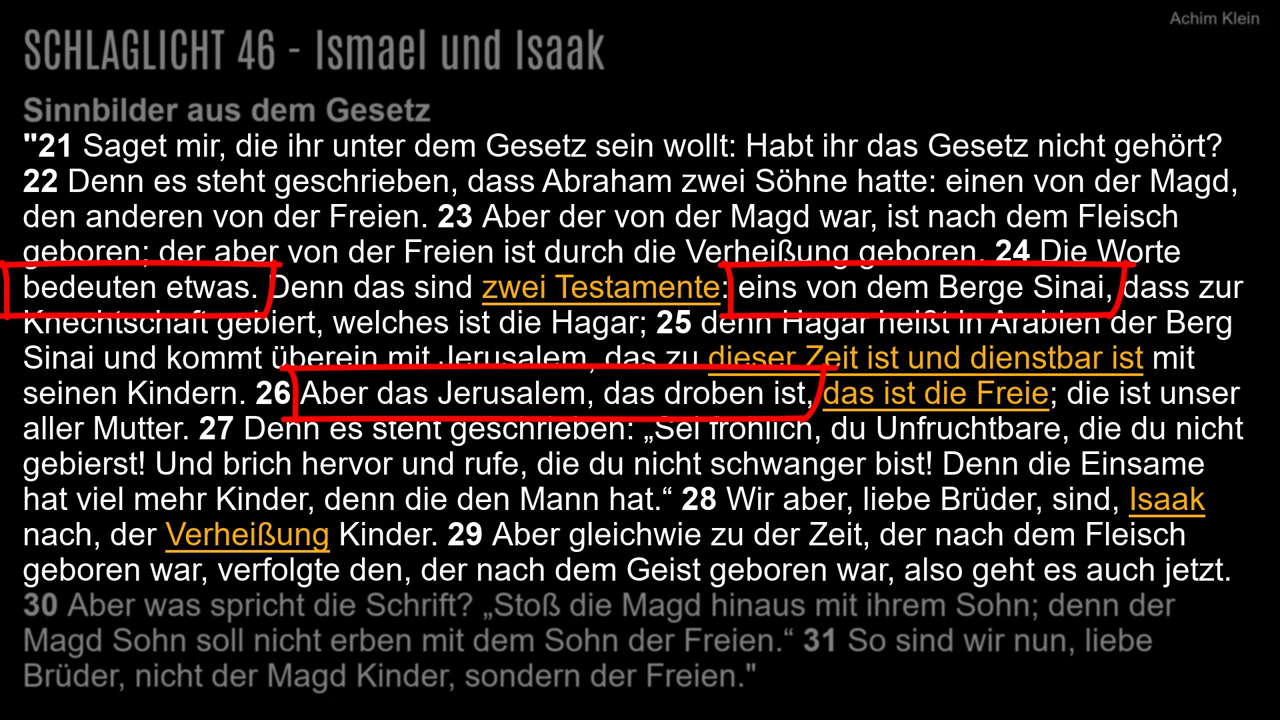 Achim Klein
SCHLAGLICHT 46 - Ismael und Isaak
Sinnbilder aus dem Gesetz
"21 Saget mir, die ihr unter dem Gesetz sein wollt: Habt ihr das Gesetz nicht gehört?
22 Denn es steht geschrieben, dass Abraham zwei Söhne hatte: einen von der Magd,
den anderen von der Freien. 23 Aber der von der Magd war, ist nach dem Fleisch
geboren; der aber von der Freien ist durch die Verheißung geboren. 24 Die Worte
bedeuten etwas. Denn das sind zwei Testamente: eins von dem Berge Sinai, dass zur
Knechtschaft gebiert, welches ist die Hagar; 25 denn Hagar heißt in Arabien der Berg
Sinai und kommt überein mit Jerusalem, das zu dieser Zeit ist und dienstbar ist mit
seinen Kindern. 26 Aber das Jerusalem, das droben ist, das ist die Freie; die ist unser
aller Mutter. 27 Denn es steht geschrieben: „Sei fröhlich, du Unfruchtbare, die du nicht
gebierst! Und brich hervor und rufe, die du nicht schwanger bist! Denn die Einsame
hat viel mehr Kinder, denn die den Mann hat.“ 28 Wir aber, liebe Brüder, sind, Isaak
nach, der Verheißung Kinder. 29 Aber gleichwie zu der Zeit, der nach dem Fleisch
geboren war, verfolgte den, der nach dem Geist geboren war, also geht es auch jetzt.
30 Aber was spricht die Schrift? „Stoß die Magd hinaus mit ihrem Sohn; denn der
Magd Sohn soll nicht erben mit dem Sohn der Freien.“ 31 So sind wir nun, liebe
Brüder, nicht der Magd Kinder, sondern der Freien."